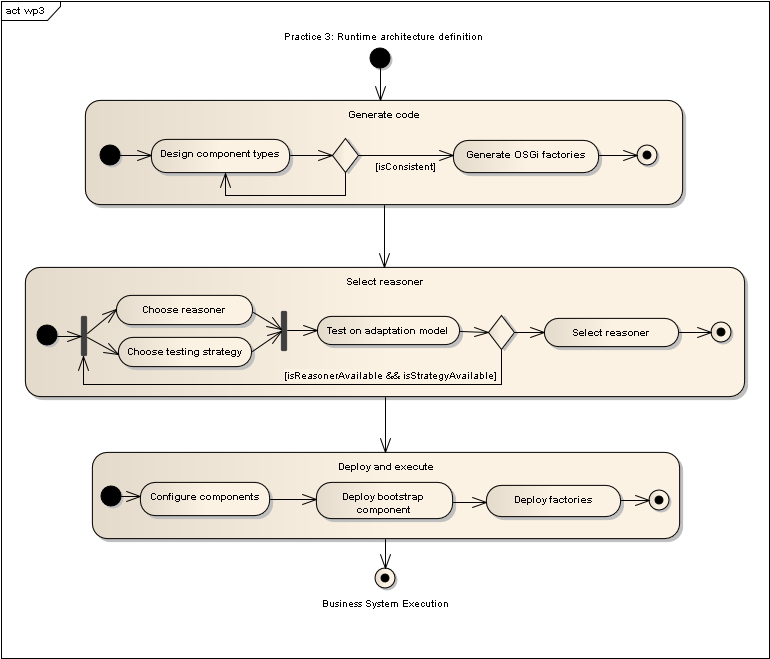 act wp3
Practice 3: Runtime architecture definition
Generate code
Design component types
Generate OSGi factories
[isConsistent]
Select reasoner
Choose reasoner
Choose testing strategy
Test on adaptation model
Select reasoner
[isReasonerAvailable && isStrategyAvailable]
Deploy and execute
Configure components
Deploy bootstrap
component
Deploy factories
Business System Execution